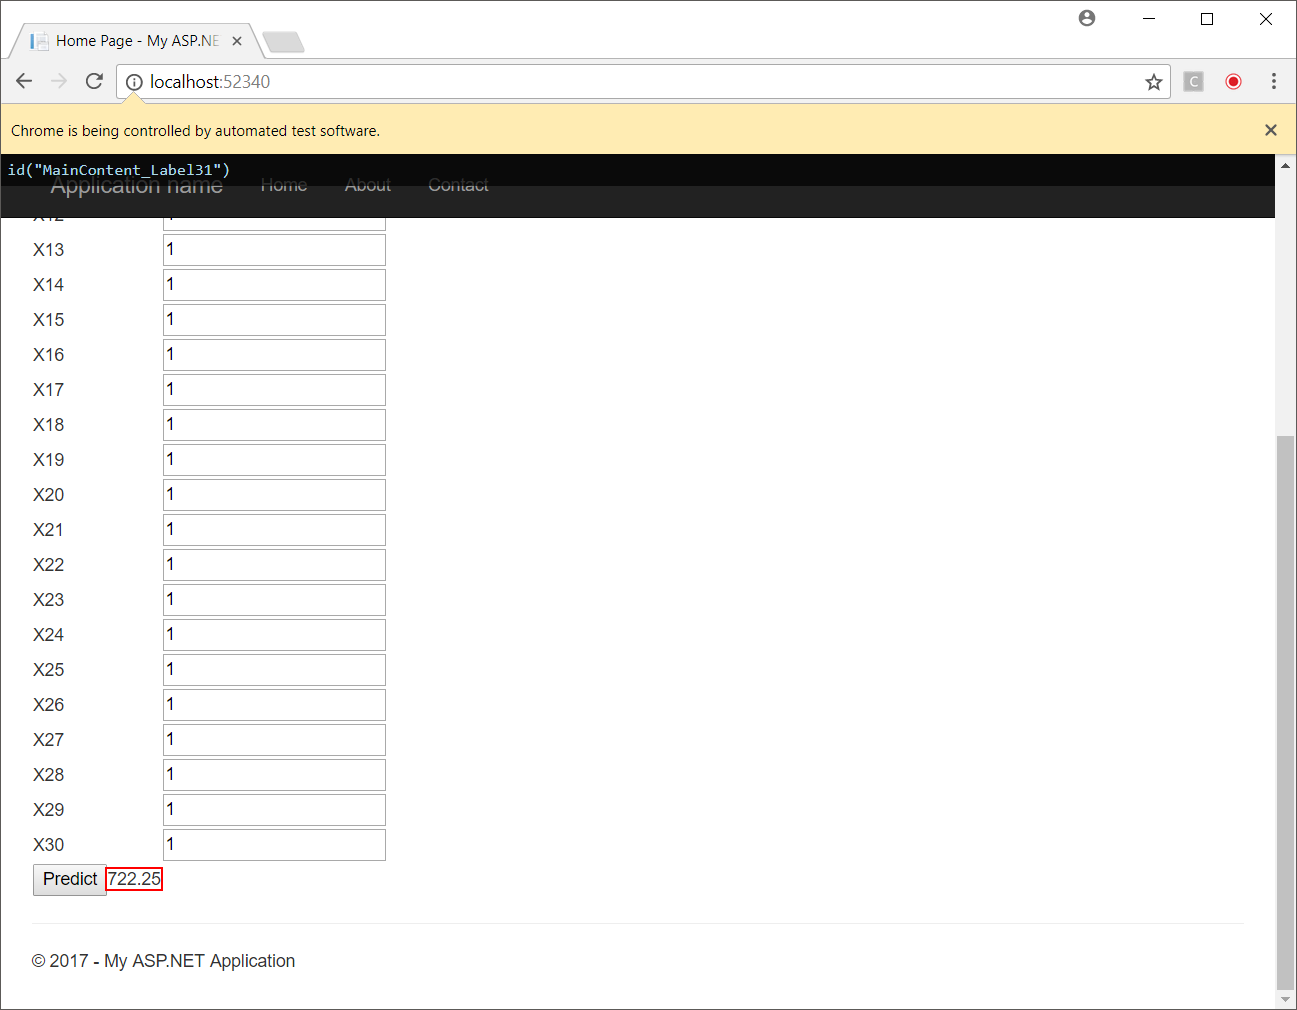 Home Page - My ASP.NE
localhost:52340
C
Chrome is being controlled by automated test software.
id("MainContent_Label31")
Application name Home About Contact
X12 1
X13 1
X14 1
X15 1
X16 1
X17 1
X18 1
X19 1
X20 1
X21 1
X22 1
X23 1
X24 1
X25 1
X26 1
X27 1
X28 1
X29 1
X30 1
Predict 722.25
© 2017 - My ASP.NET Application